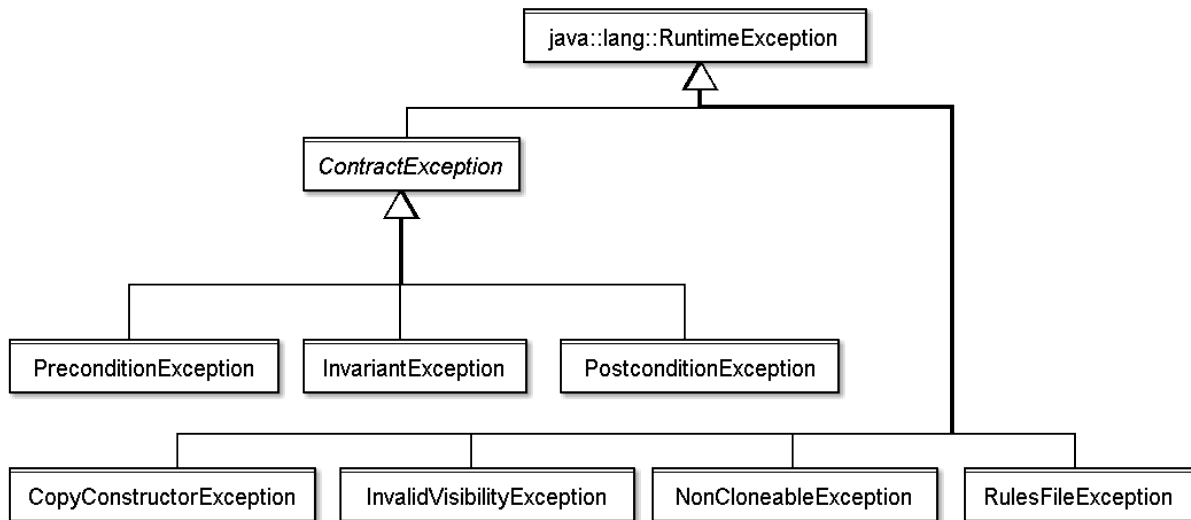 java::lang::RuntimeException
ContractException
PreconditionException
InvariantException
PostconditionException
CopyConstructorException
InvalidVisibilityException
NonCloneableException
RulesFileException